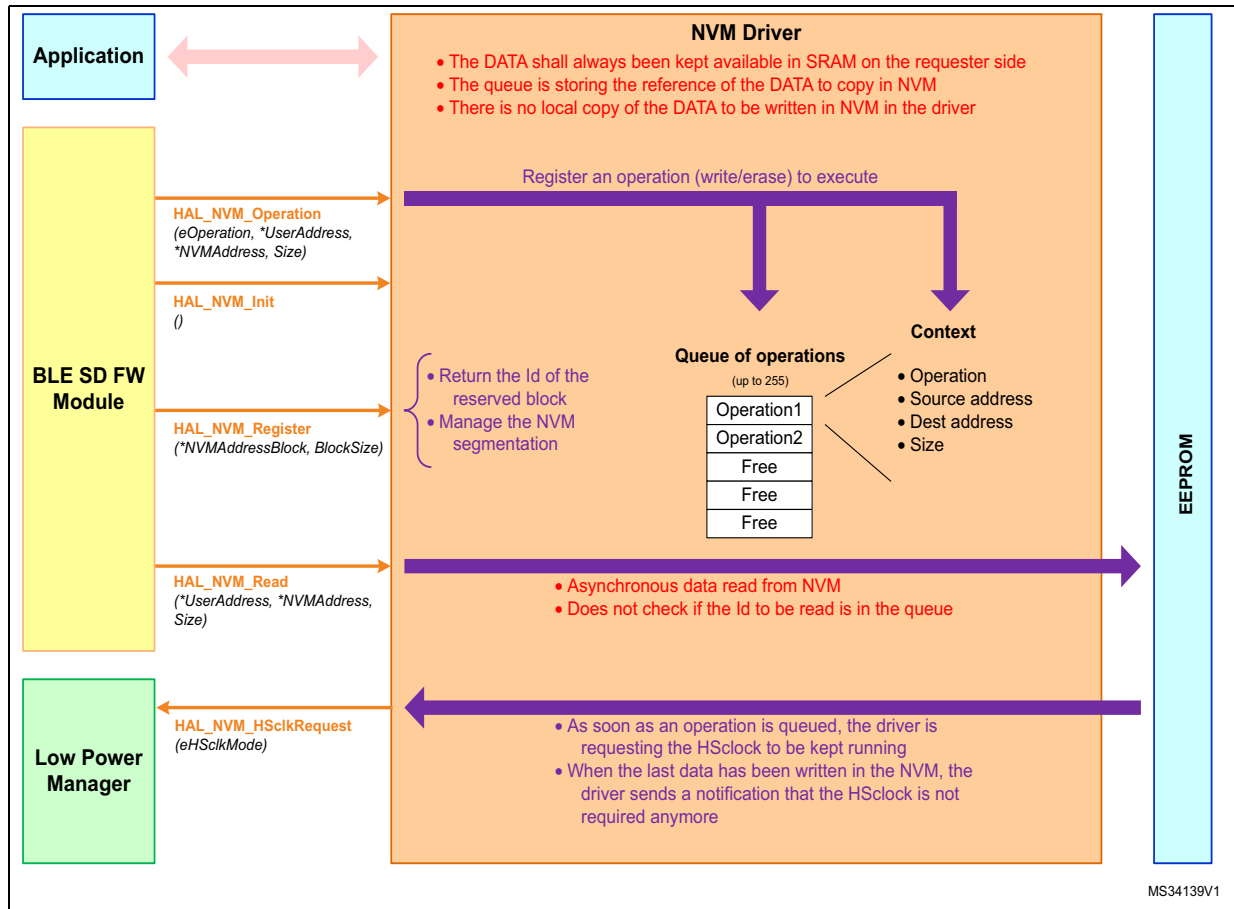 Application
NVM Driver
• The DATA shall always been kept available in SRAM on the requester side
• The queue is storing the reference of the DATA to copy in NVM
• There is no local copy of the DATA to be written in NVM in the driver
BLE SD FW
Module
Register an operation (write/erase) to execute
HAL_NVM_Operation
(eOperation, *UserAddress,
*NVMAddress, Size)
HAL_NVM_Init
()
HAL_NVM_Register
(*NVMAddressBlock, BlockSize)
• Return the Id of the
reserved block
• Manage the NVM
segmentation
Queue of operations
(up to 255)
Operation1
Operation2
Free
Free
Free
Context
• Operation
• Source address
• Dest address
• Size
EEPROM
HAL_NVM_Read
(*UserAddress, *NVMAddress,
Size)
• Asynchronous data read from NVM
• Does not check if the Id to be read is in the queue
Low Power
Manager
HAL_NVM_HSclkRequest
(eHSclkMode)
• As soon as an operation is queued, the driver is
requesting the HSclock to be kept running
• When the last data has been written in the NVM, the
driver sends a notification that the HSclock is not
required anymore
MS34139V1